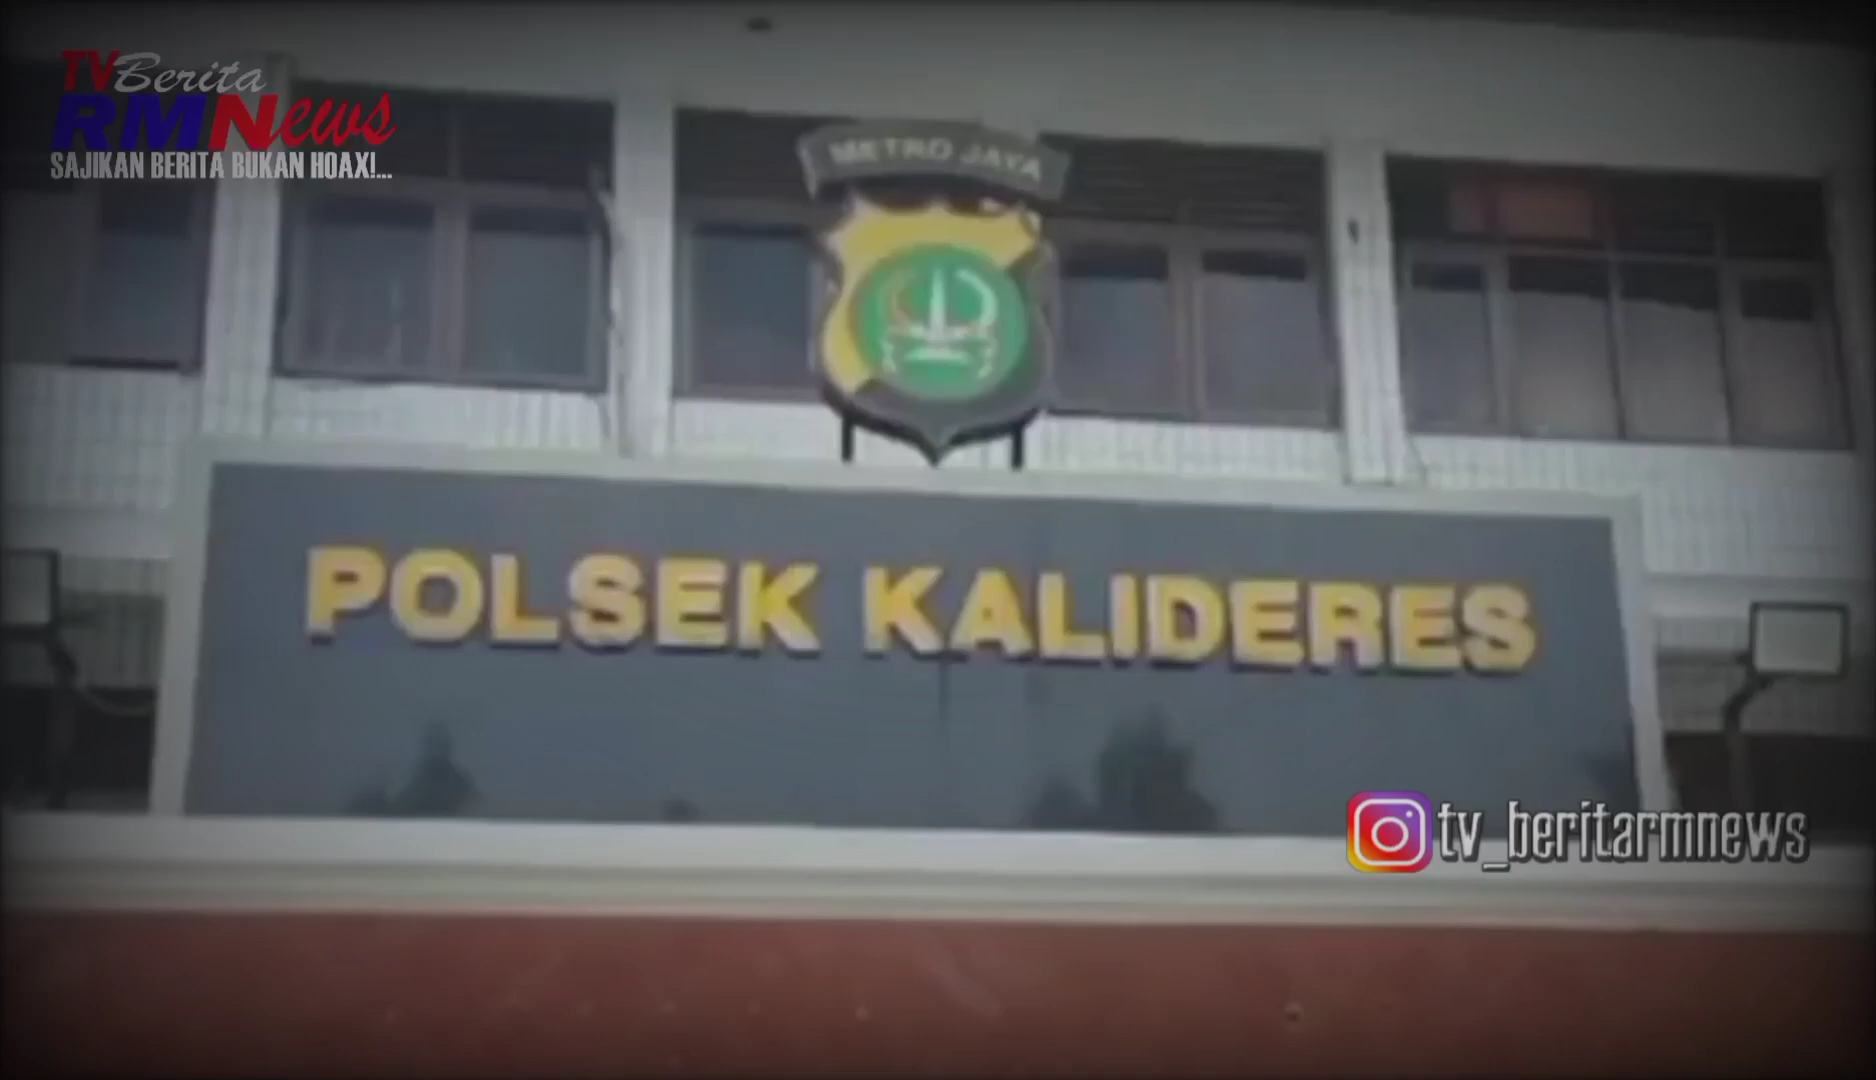 TV Berita
RMNews
SAJIKAN BERITA BUKAN HOAX!...
METRO JAYA
POLSEK KALIDERES
tv_beritarmnews